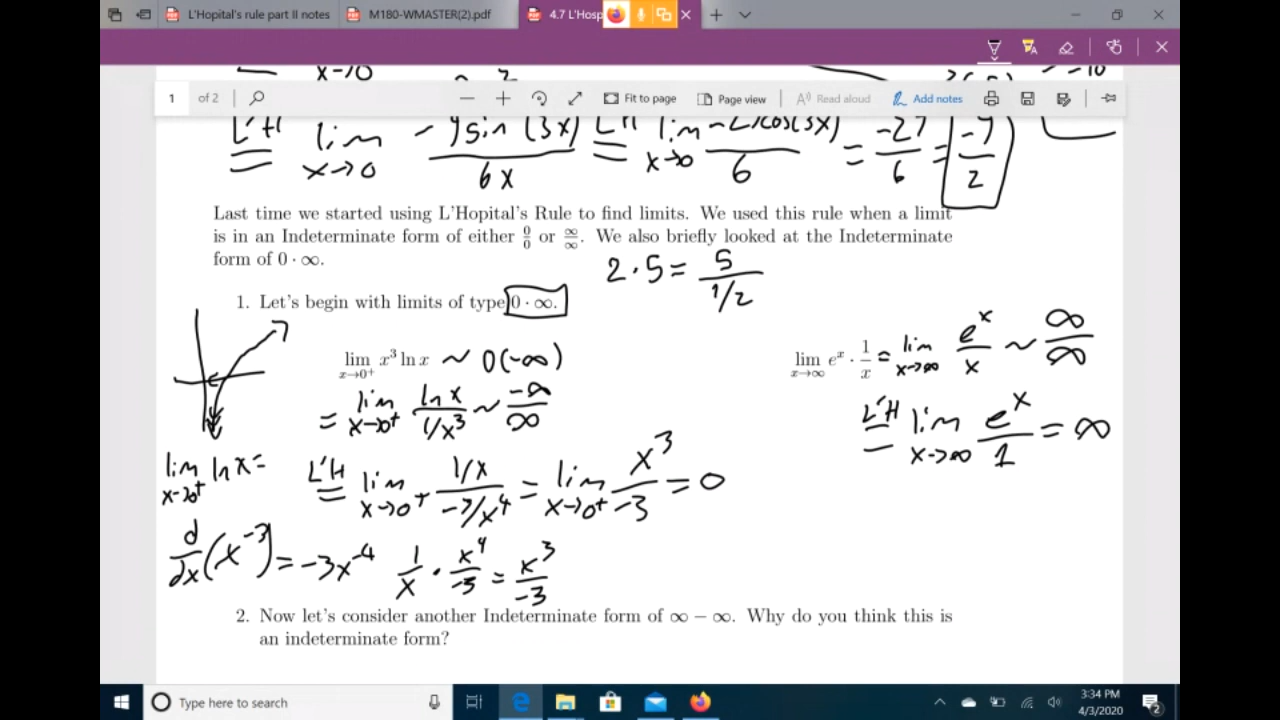 L'Hopital's rule part II notes
M180-WMASTER(2).pdf
4.7 L'Hosp
1 of 2
Fit to page
Page view
Read aloud
Add notes
x→0
L'H lim x→0 -9sin(3x)/6x L'H = lim x→0 -27cos(3x)/6 = -27/6 = -9/2
Last time we started using L'Hopital's Rule to find limits. We used this rule when a limit
is in an Indeterminate form of either 0/0 or ∞/∞. We also briefly looked at the Indeterminate
form of 0 · ∞.
2 · 5 = 5/(1/2)
1. Let's begin with limits of type 0 · ∞.
lim x→0⁺ x³ ln x ~ 0(-∞)
= lim x→0⁺ ln x/(1/x³) ~ -∞/∞
lim x→0⁺ ln x =
L'H = lim x→0⁺ (1/x)/(-3/x⁴) = lim x→0⁺ x³/-3 = 0
d/dx (x⁻³) = -3x⁻⁴
1/x · x⁴/-3 = x³/-3
lim x→∞ eˣ · 1/x = lim x→∞ eˣ/x ~ ∞/∞
L'H = lim x→∞ eˣ/1 = ∞
2. Now let's consider another Indeterminate form of ∞ − ∞. Why do you think this is
an indeterminate form?
Type here to search
3:34 PM
4/3/2020
2